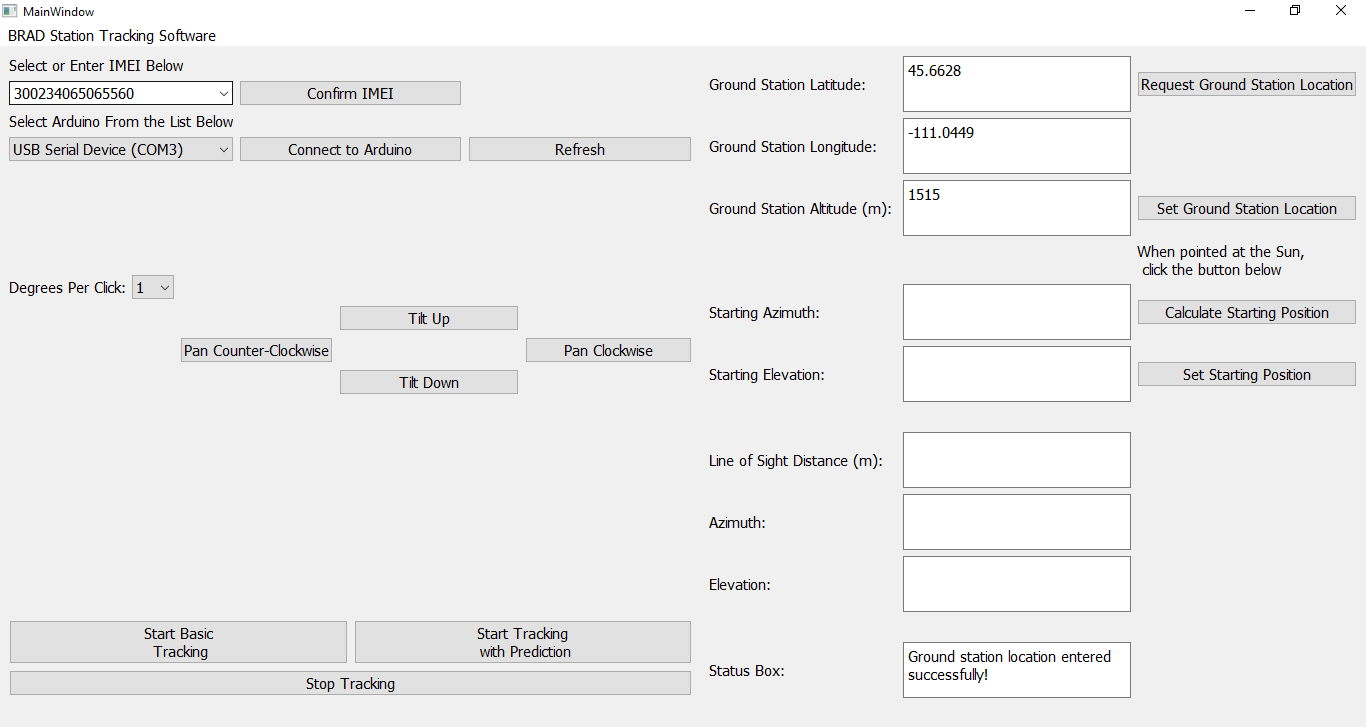 MainWindow
BRAD Station Tracking Software
Select or Enter IMEI Below
300234065065560
Confirm IMEI
Select Arduino From the List Below
USB Serial Device (COM3)
Connect to Arduino
Refresh
Degrees Per Click:
1
Tilt Up
Pan Counter-Clockwise
Pan Clockwise
Tilt Down
Start Basic
Tracking
Start Tracking
with Prediction
Stop Tracking
Ground Station Latitude:
45.6628
Request Ground Station Location
Ground Station Longitude:
-111.0449
Ground Station Altitude (m):
1515
Set Ground Station Location
When pointed at the Sun,
click the button below
Starting Azimuth:
Calculate Starting Position
Starting Elevation:
Set Starting Position
Line of Sight Distance (m):
Azimuth:
Elevation:
Status Box:
Ground station location entered
successfully!